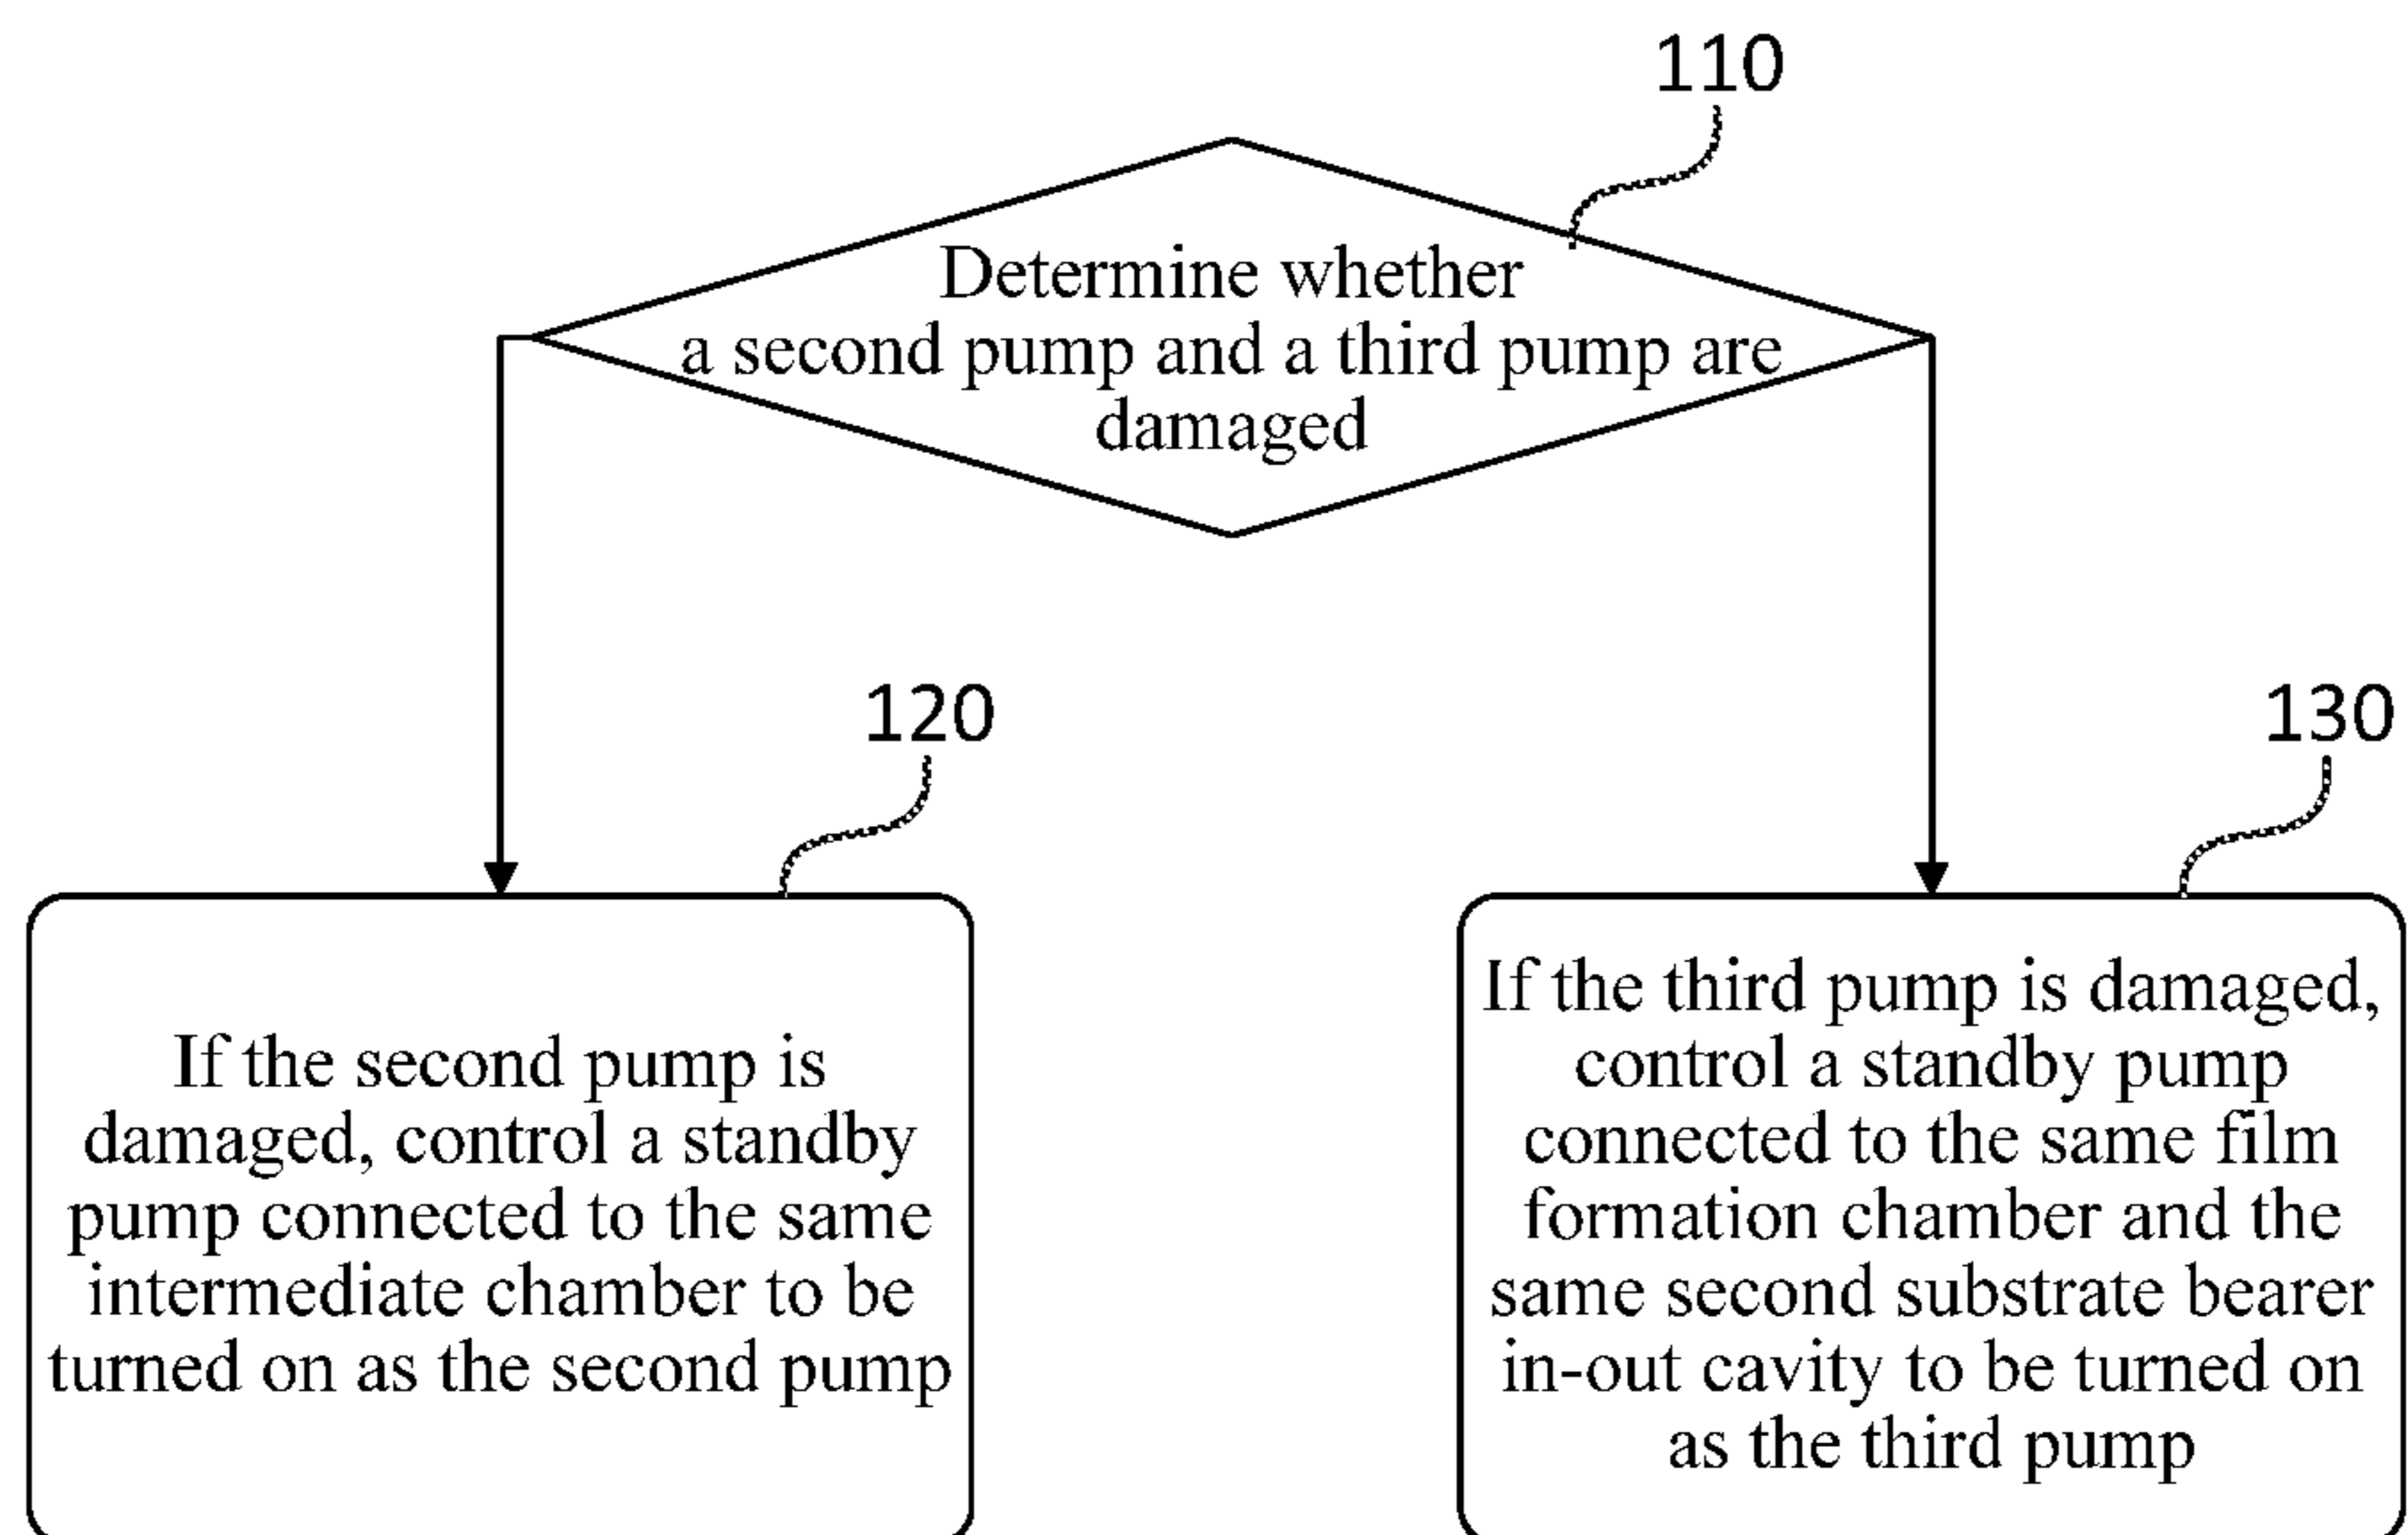 110
Determine whether
a second pump and a third pump are
damaged
120
130
If the second pump is
damaged, control a standby
pump connected to the same
intermediate chamber to be
turned on as the second pump
If the third pump is damaged,
control a standby pump
connected to the same film
formation chamber and the
same second substrate bearer
in-out cavity to be turned on
as the third pump